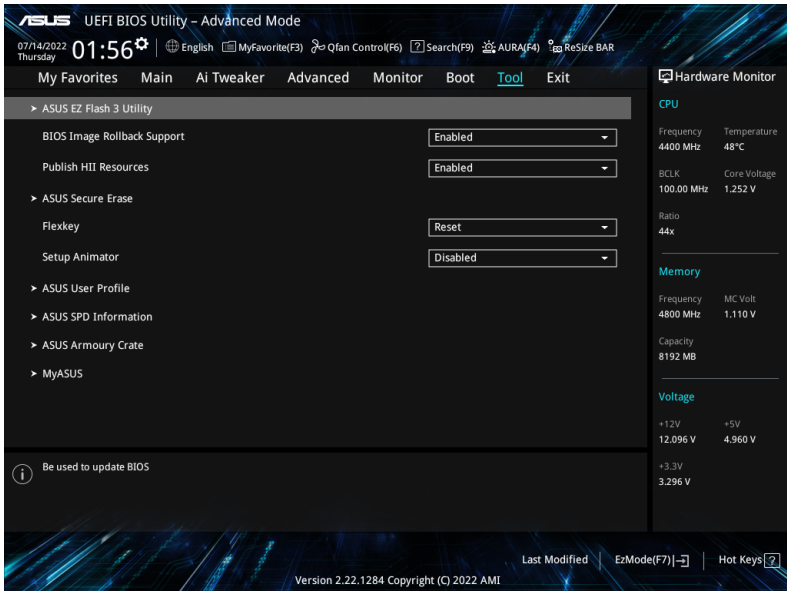 ASUS UEFI BIOS Utility – Advanced Mode
07/14/2022 Thursday 01:56 English MyFavorite(F3) Qfan Control(F6) ? Search(F9) AURA(F4) ReSize BAR
My Favorites Main Ai Tweaker Advanced Monitor Boot Tool Exit
Hardware Monitor
> ASUS EZ Flash 3 Utility
BIOS Image Rollback Support Enabled
Publish HII Resources Enabled
> ASUS Secure Erase
Flexkey Reset
Setup Animator Disabled
> ASUS User Profile
> ASUS SPD Information
> ASUS Armoury Crate
> MyASUS
Be used to update BIOS
CPU
Frequency Temperature
4400 MHz 48°C
BCLK Core Voltage
100.00 MHz 1.252 V
Ratio
44x
Memory
Frequency MC Volt
4800 MHz 1.110 V
Capacity
8192 MB
Voltage
+12V +5V
12.096 V 4.960 V
+3.3V
3.296 V
Last Modified EzMode(F7) Hot Keys ?
Version 2.22.1284 Copyright (C) 2022 AMI